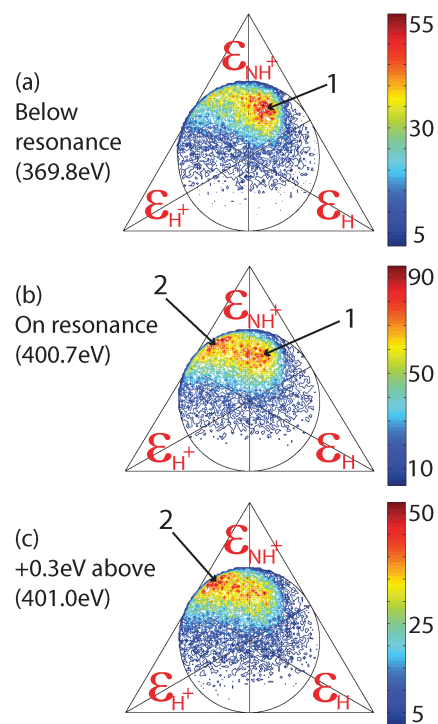 (a)
Below
resonance
(369.8eV)
εNH+
1
εH+
εH
55
30
5
(b)
On resonance
(400.7eV)
2
εNH+
1
εH+
εH
90
50
10
(c)
+0.3eV above
(401.0eV)
2
εNH+
εH+
εH
50
25
5